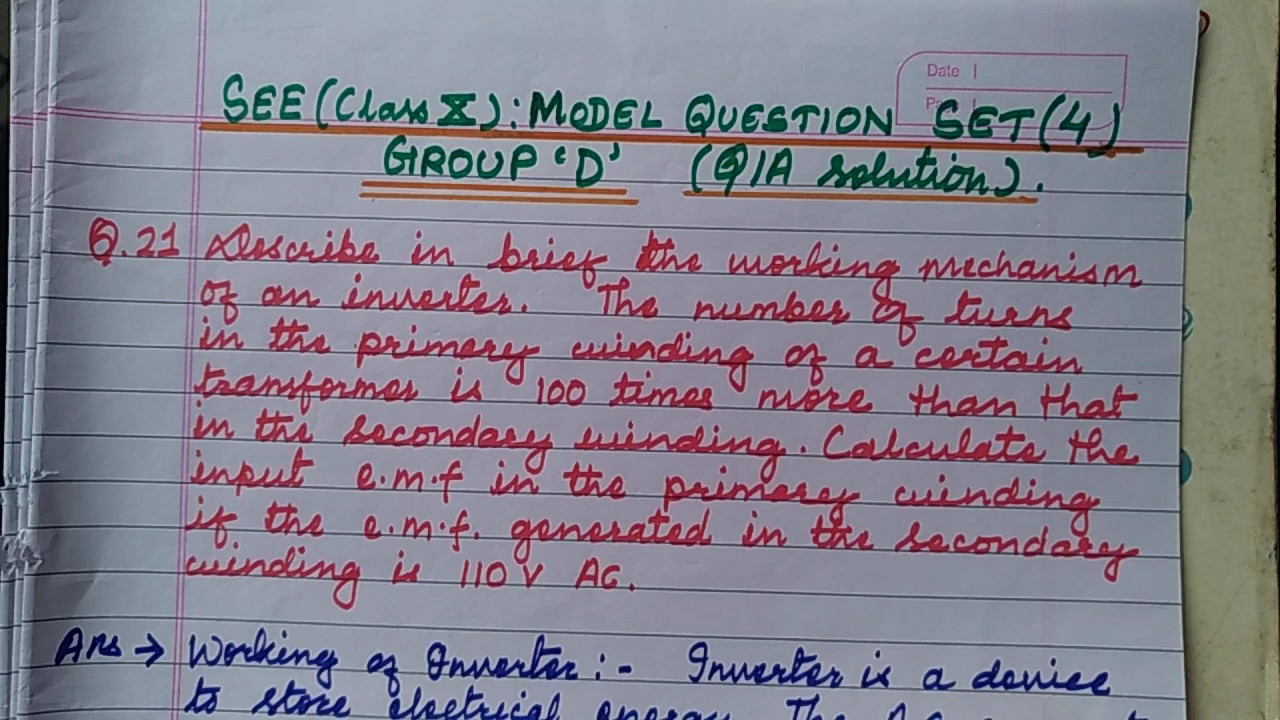 Date
SEE (Class X): MODEL QUESTION SET(4)
GROUP 'D' (Q/A solution).
Q.21 Describe in brief the working mechanism
of an inverter. The number of turns
in the primary winding of a certain
transformer is 100 times more than that
in the secondary winding. Calculate the
input e.m.f in the primary winding
if the e.m.f. generated in the secondary
winding is 110 V AC.
Ans → Working of Inverter :- Inverter is a device
to store electrical energy. The